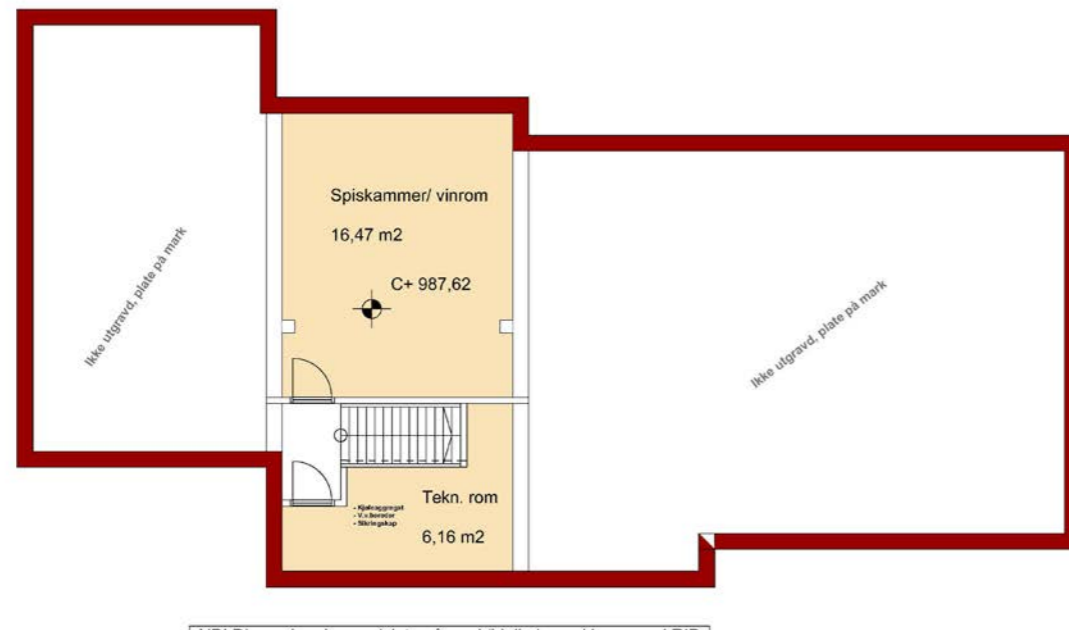 Spiskammer/ vinrom
16,47 m2
C+ 987,62
Ikke utgravd, plate på mark
Ikke utgravd, plate på mark
Tekn. rom
6,16 m2
- Kjøleaggregat
- V.v.bereder
- Sikringskap